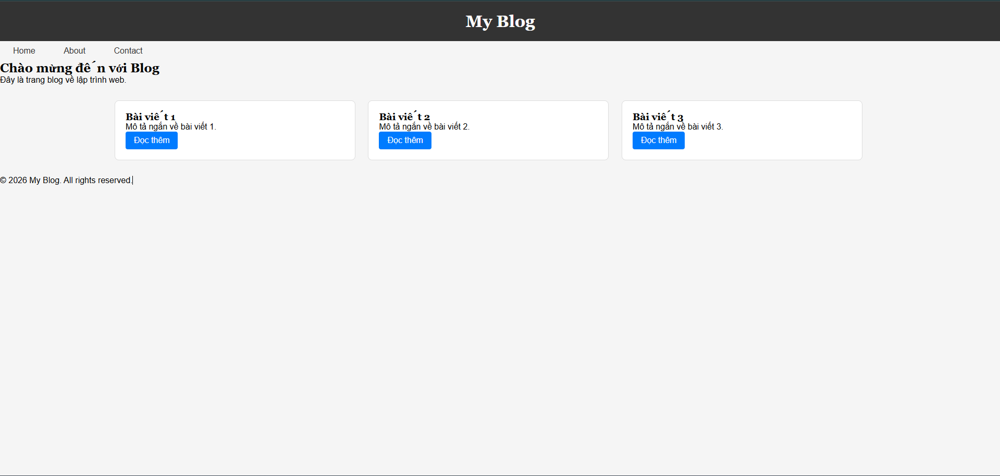 My Blog
Home About Contact
Chào mừng đến với Blog
Đây là trang blog về lập trình web.
Bài viết 1
Mô tả ngắn về bài viết 1.
Đọc thêm
Bài viết 2
Mô tả ngắn về bài viết 2.
Đọc thêm
Bài viết 3
Mô tả ngắn về bài viết 3.
Đọc thêm
© 2026 My Blog. All rights reserved.